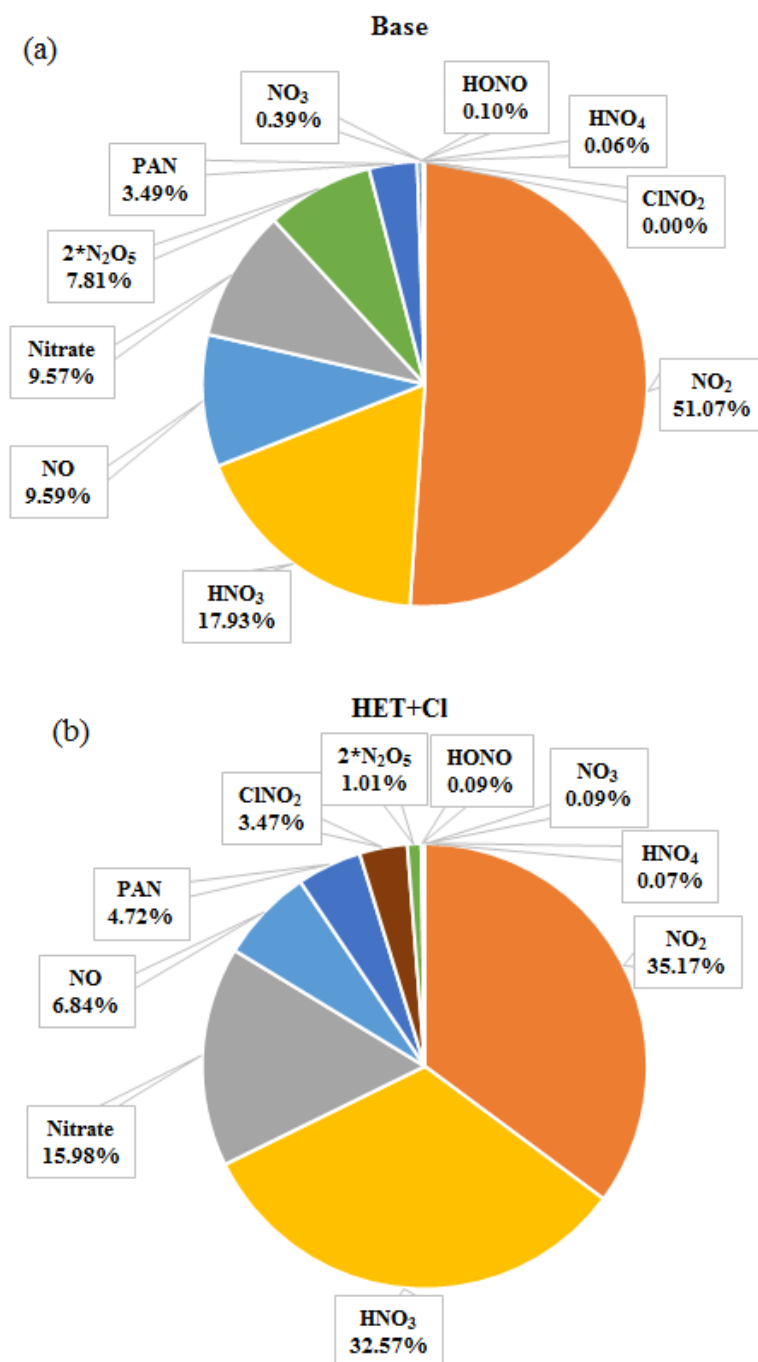 Base
(a)
NO₃
0.39%
HONO
0.10%
HNO₄
0.06%
PAN
3.49%
ClNO₂
0.00%
2*N₂O₅
7.81%
Nitrate
9.57%
NO₂
51.07%
NO
9.59%
HNO₃
17.93%
HET+Cl
(b)
2*N₂O₅
1.01%
HONO
0.09%
NO₃
0.09%
ClNO₂
3.47%
HNO₄
0.07%
PAN
4.72%
NO₂
35.17%
NO
6.84%
Nitrate
15.98%
HNO₃
32.57%